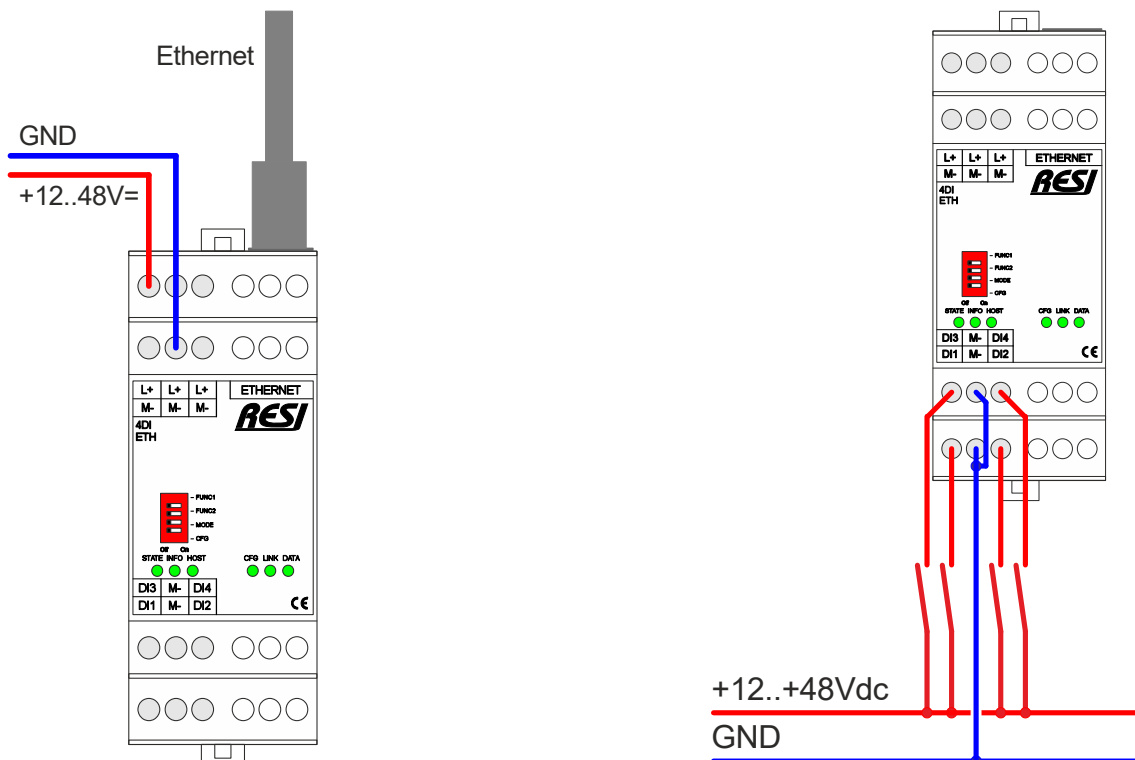 Ethernet
GND
+12..48V=
L+ L+ L+ ETHERNET
M- M- M- RESI
4DI
ETH
FUNC1
FUNC2
MODE
CFG
Off On
STATE INFO HOST CFG LINK DATA
DI3 M- DI4
DI1 M- DI2 CE
L+ L+ L+ ETHERNET
M- M- M- RESI
4DI
ETH
FUNC1
FUNC2
MODE
CFG
Off On
STATE INFO HOST CFG LINK DATA
DI3 M- DI4
DI1 M- DI2 CE
+12..+48Vdc
GND